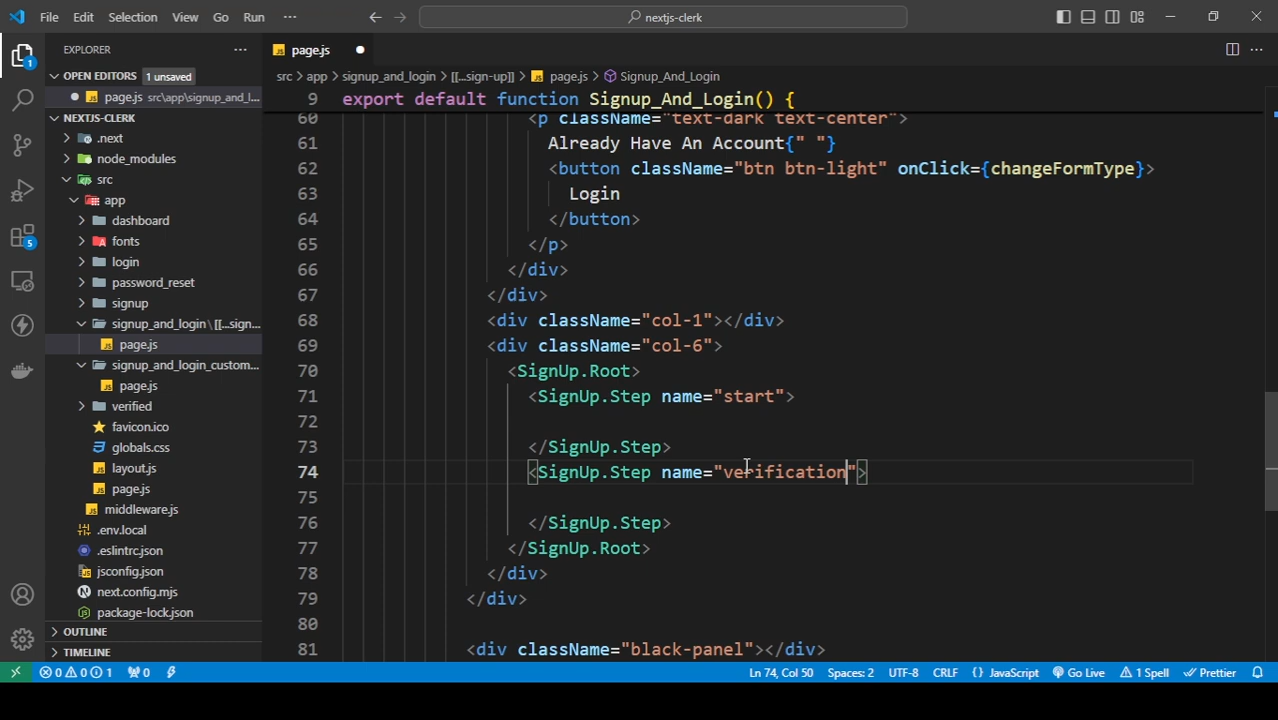 File Edit Selection View Go Run ··· nextjs-clerk
EXPLORER ···
OPEN EDITORS 1 unsaved
page.js src\app\signup_and_l...
NEXTJS-CLERK
.next
node_modules
src
app
dashboard
fonts
login
password_reset
signup
signup_and_login \ [[...sign...
page.js
signup_and_login_custom...
page.js
verified
favicon.ico
globals.css
layout.js
page.js
middleware.js
.env.local
.eslintrc.json
jsconfig.json
next.config.mjs
package-lock.json
OUTLINE
TIMELINE
1
5
page.js
src > app > signup_and_login > [[...sign-up]] > page.js > Signup_And_Login
9 export default function Signup_And_Login() {
60 <p className="text-dark text-center">
61 Already Have An Account{" "}
62 <button className="btn btn-light" onClick={changeFormType}>
63 Login
64 </button>
65 </p>
66 </div>
67 </div>
68 <div className="col-1"></div>
69 <div className="col-6">
70 <SignUp.Root>
71 <SignUp.Step name="start">
72
73 </SignUp.Step>
74 <SignUp.Step name="verification">
75
76 </SignUp.Step>
77 </SignUp.Root>
78 </div>
79 </div>
80
81 <div className="black-panel"></div>
0 0 1 0 Ln 74, Col 50 Spaces: 2 UTF-8 CRLF {} JavaScript Go Live 1 Spell Prettier